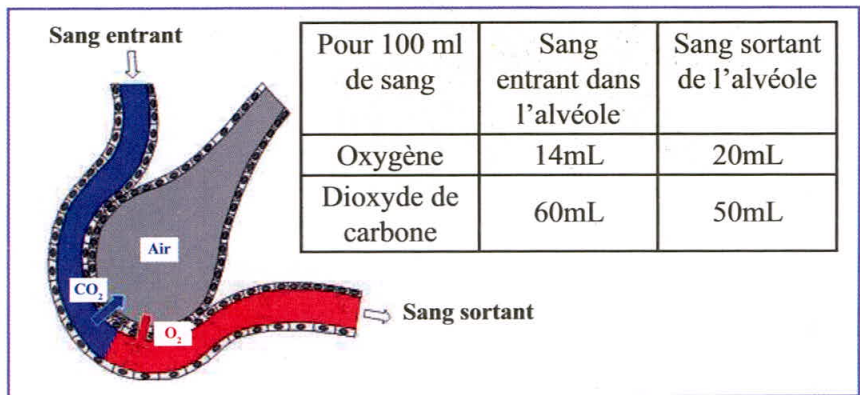 Sang entrant
Air
CO₂
O₂
Sang sortant
Pour 100 ml
de sang
Sang
entrant dans
l'alvéole
Sang sortant
de l'alvéole
Oxygène
14mL
20mL
Dioxyde de
carbone
60mL
50mL